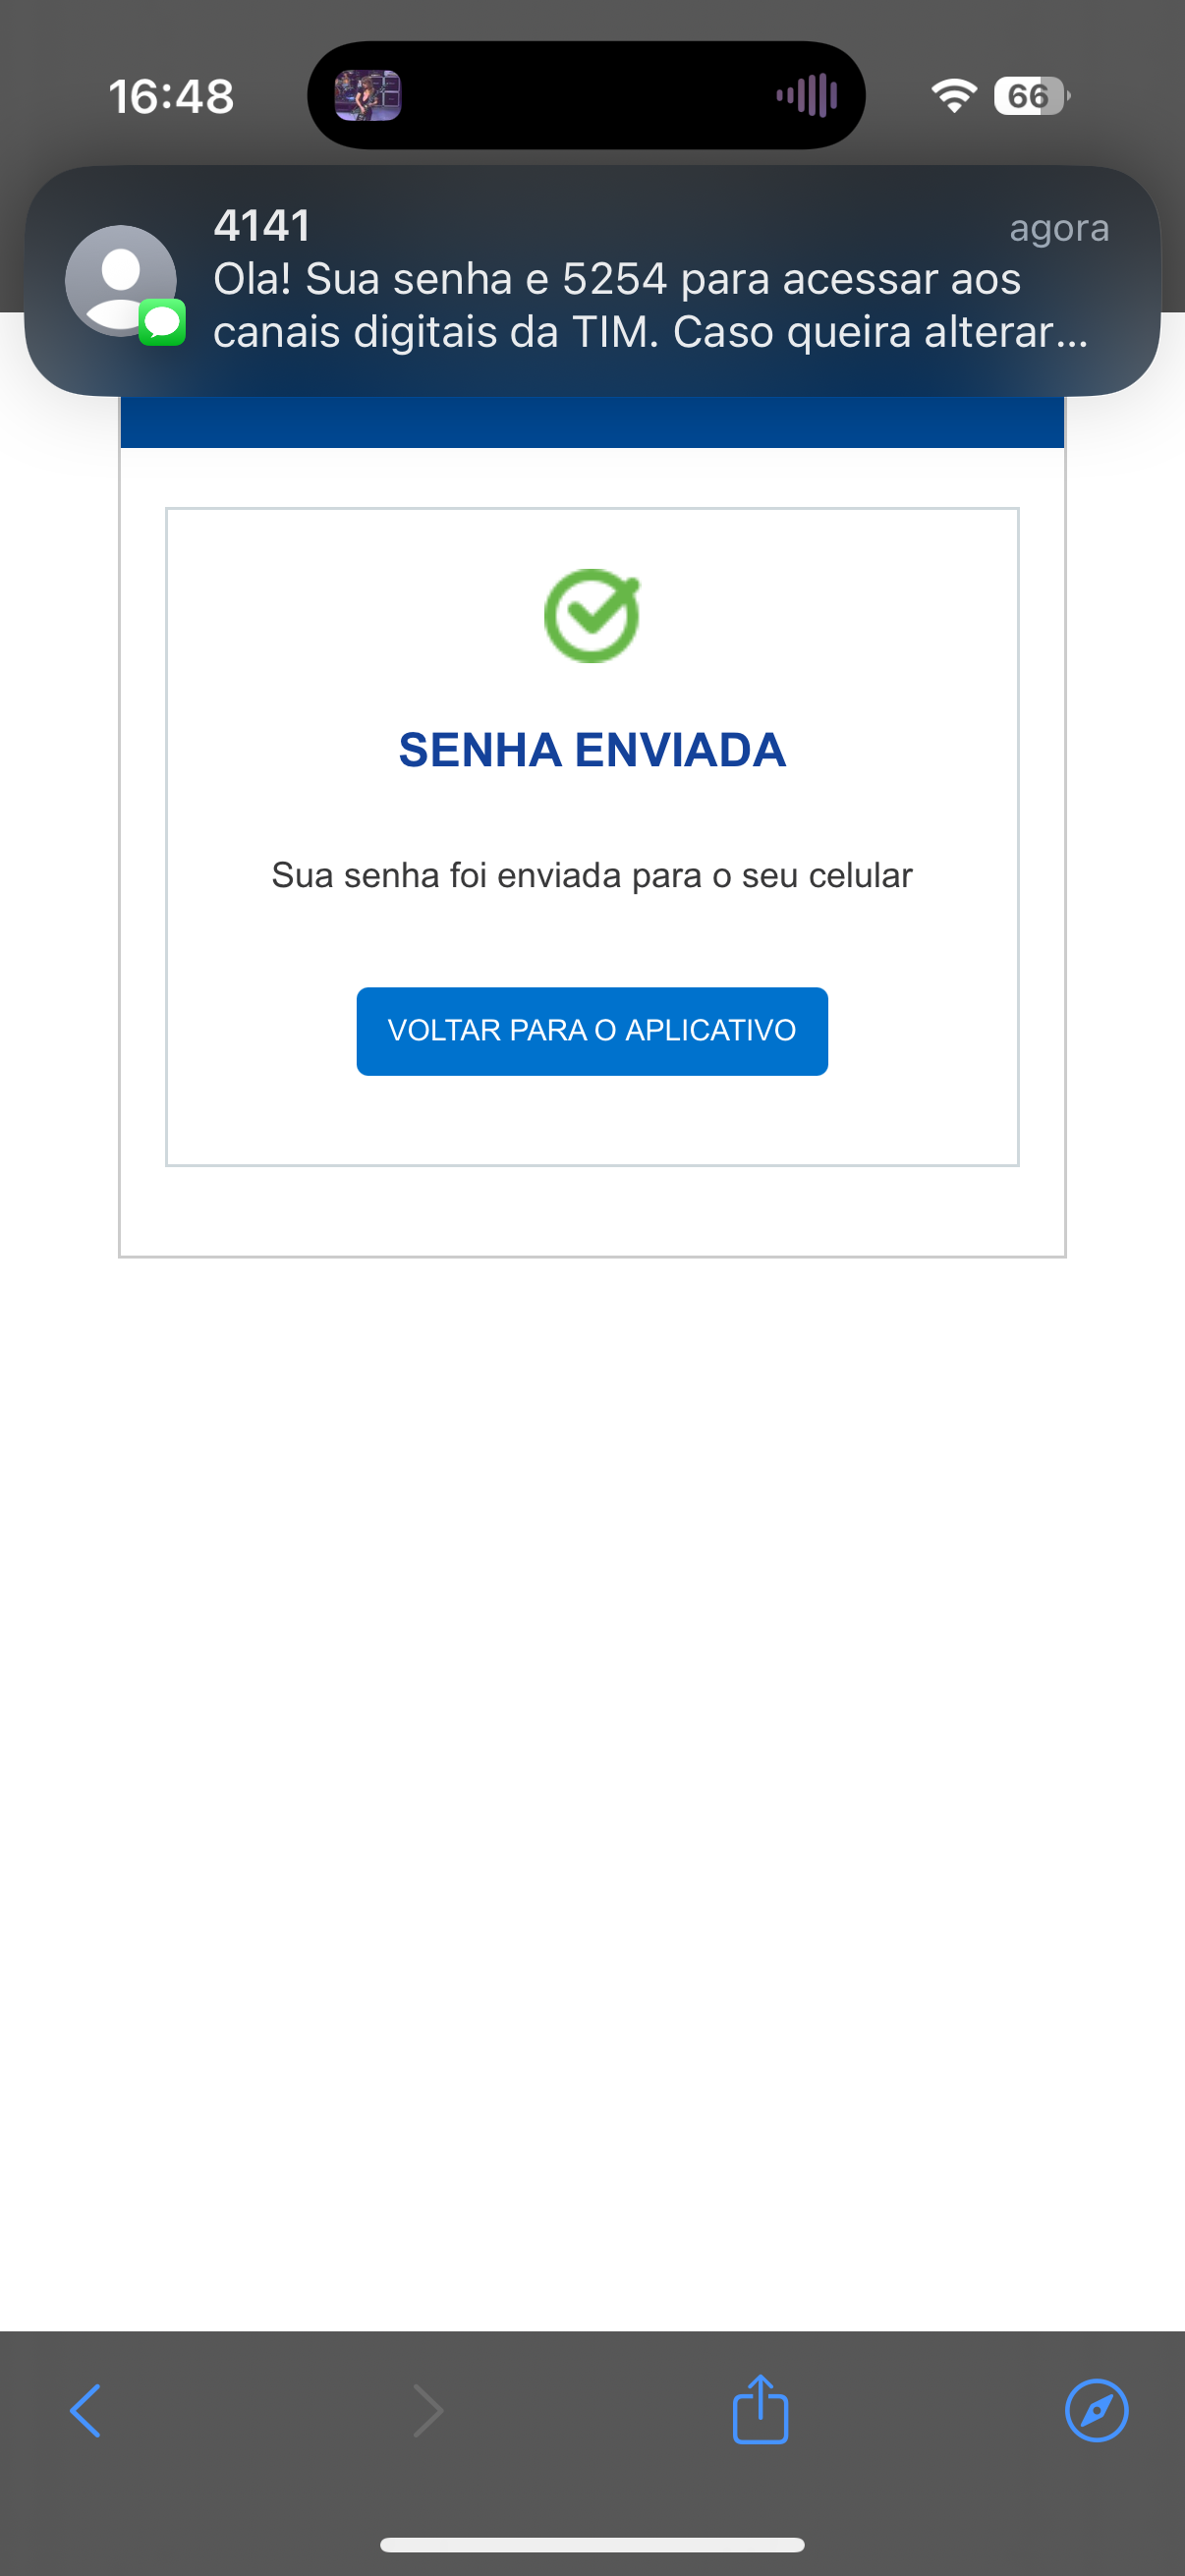 16:48
66
4141
agora
Ola! Sua senha e 5254 para acessar aos
canais digitais da TIM. Caso queira alterar...
SENHA ENVIADA
Sua senha foi enviada para o seu celular
VOLTAR PARA O APLICATIVO